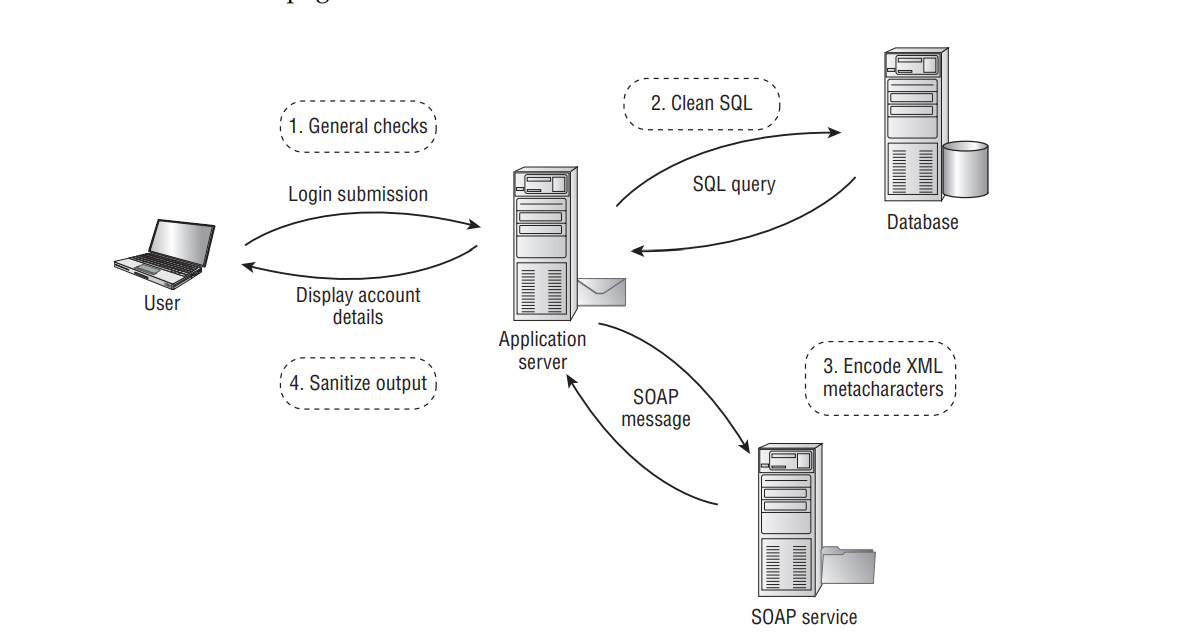 1. General checks
Login submission
User
Display account
details
4. Sanitize output
Application
server
2. Clean SQL
SQL query
Database
3. Encode XML
metacharacters
SOAP
message
SOAP service